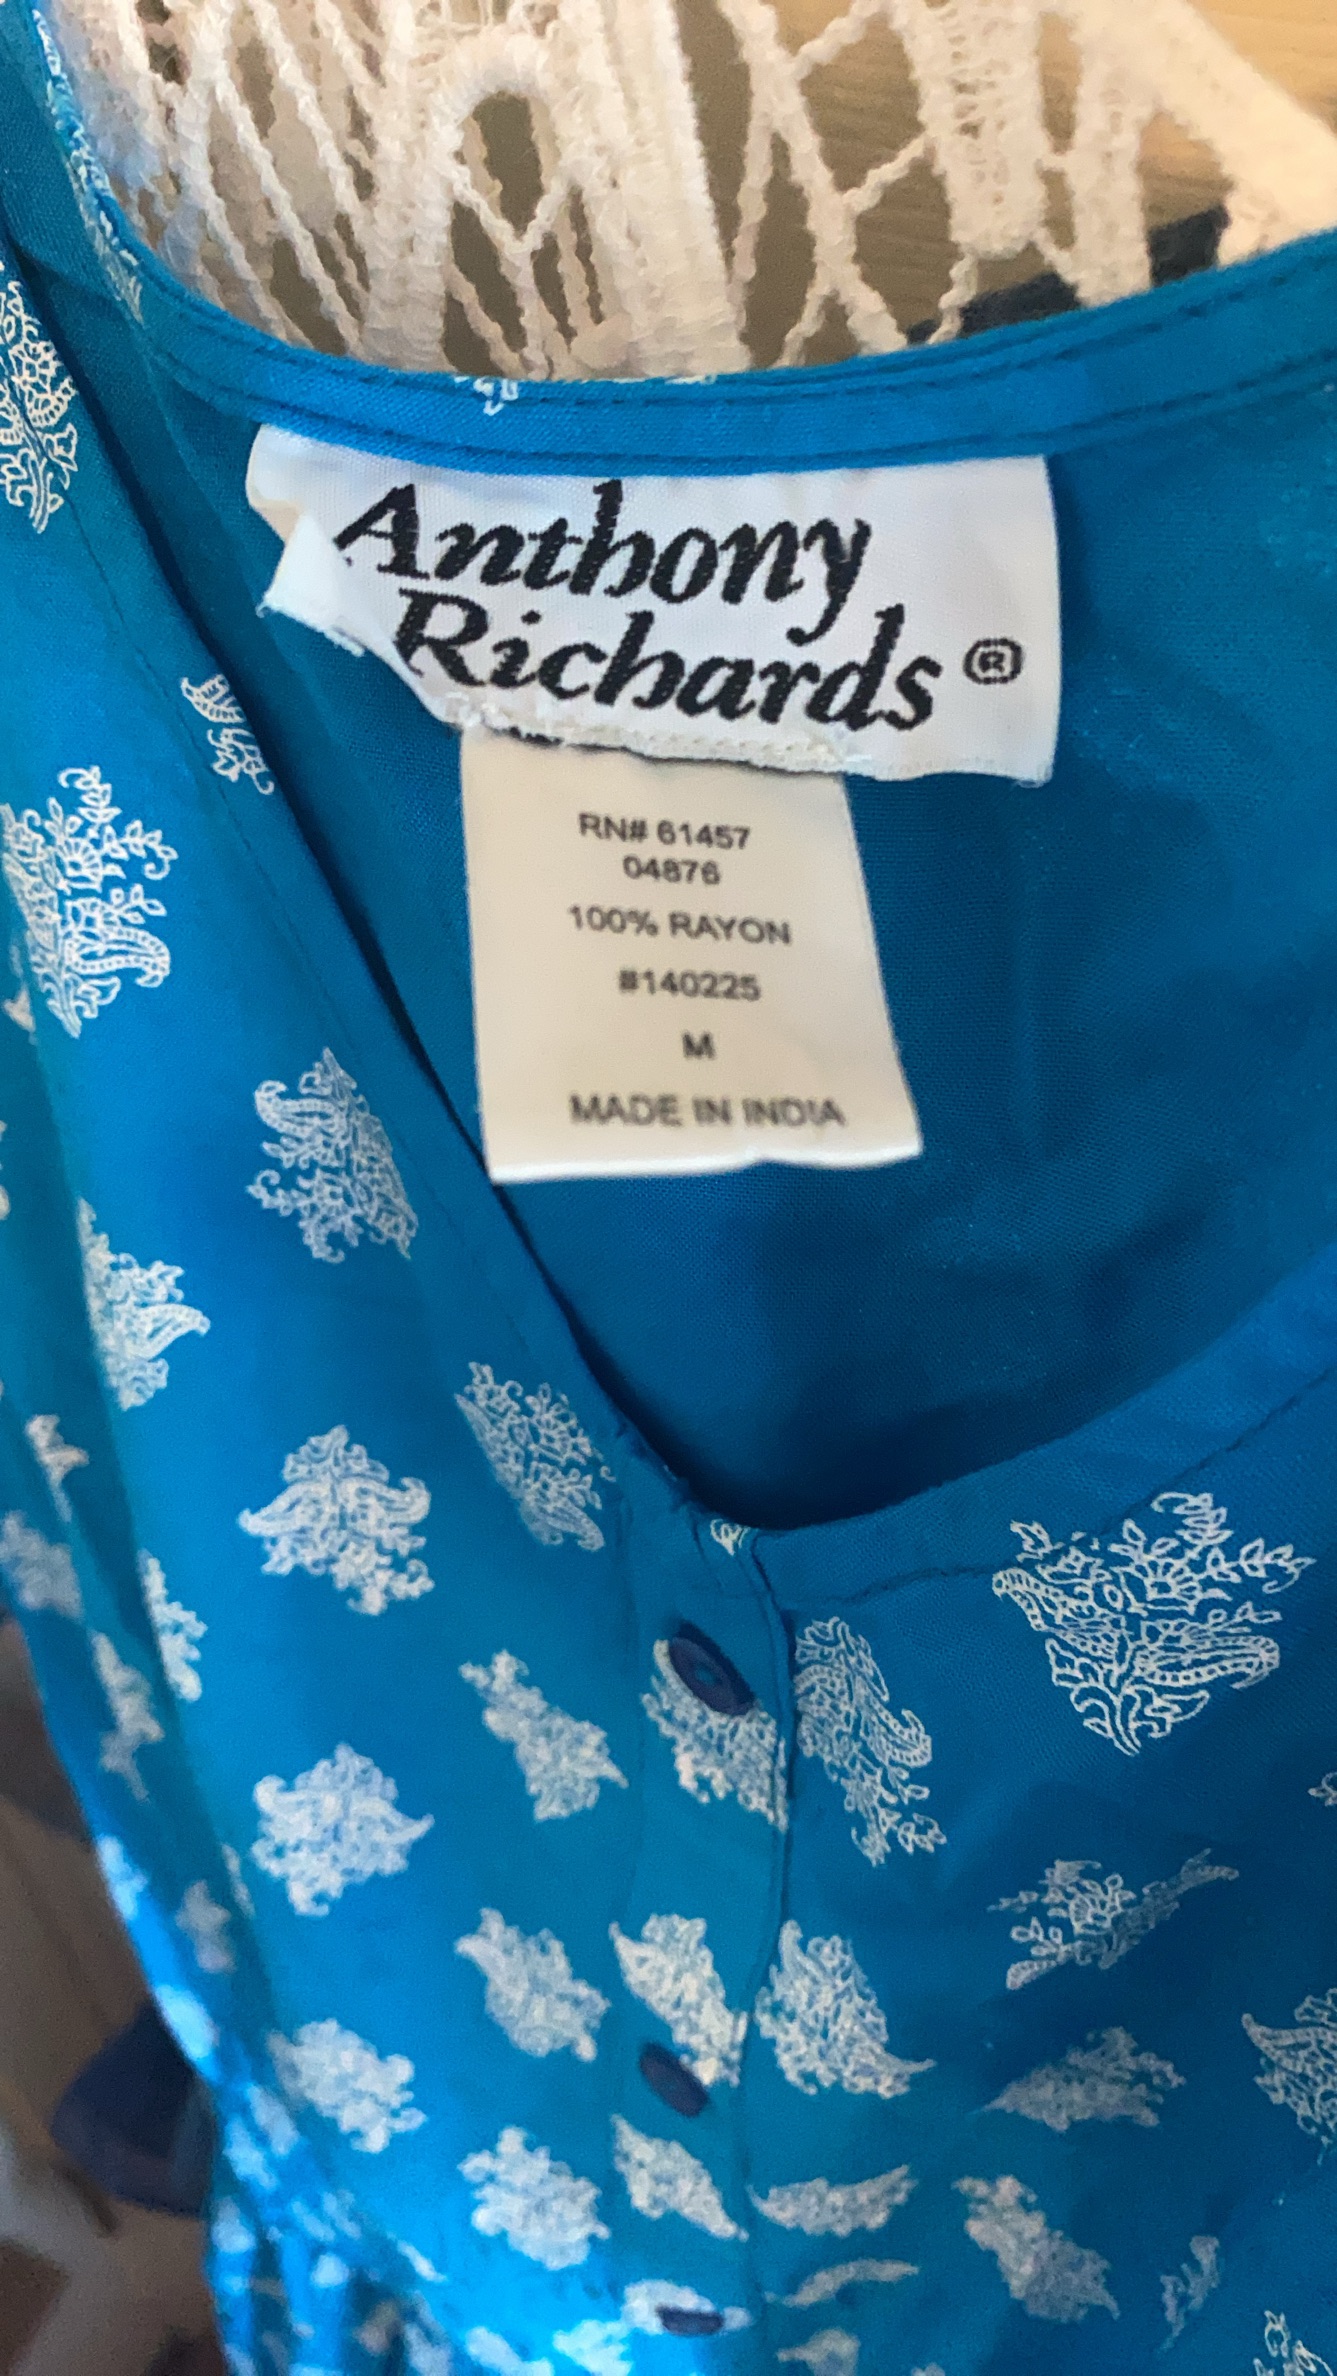 Anthony
Richards ®
RN# 61457
04876
100% RAYON
#140225
M
MADE IN INDIA